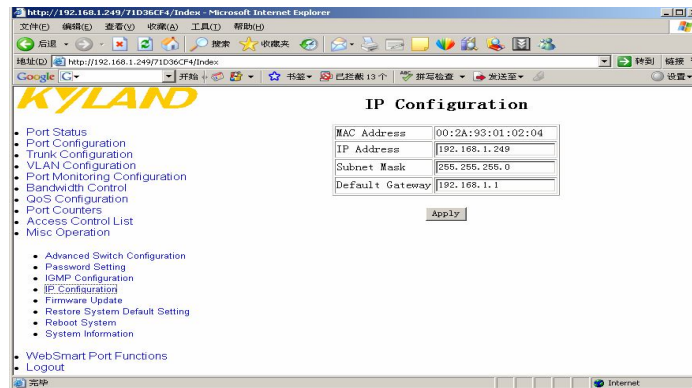 http://192.168.1.249/71D36CF4/Index - Microsoft Internet Explorer
文件(F) 编辑(E) 查看(V) 收藏(A) 工具(T) 帮助(H)
后退 搜索 收藏夹
地址(D) http://192.168.1.249/71D36CF4/Index 转到 链接
Google G 开始 书签 已拦截 13 个 拼写检查 发送至 设置
KYLAND
IP Configuration
Port Status
Port Configuration
Trunk Configuration
VLAN Configuration
Port Monitoring Configuration
Bandwidth Control
QoS Configuration
Port Counters
Access Control List
Misc Operation
Advanced Switch Configuration
Password Setting
IGMP Configuration
IP Configuration
Firmware Update
Restore System Default Setting
Reboot System
System Information
WebSmart Port Functions
Logout
MAC Address 00:2A:93:01:02:04
IP Address 192.168.1.249
Subnet Mask 255.255.255.0
Default Gateway 192.168.1.1
Apply
完毕 Internet